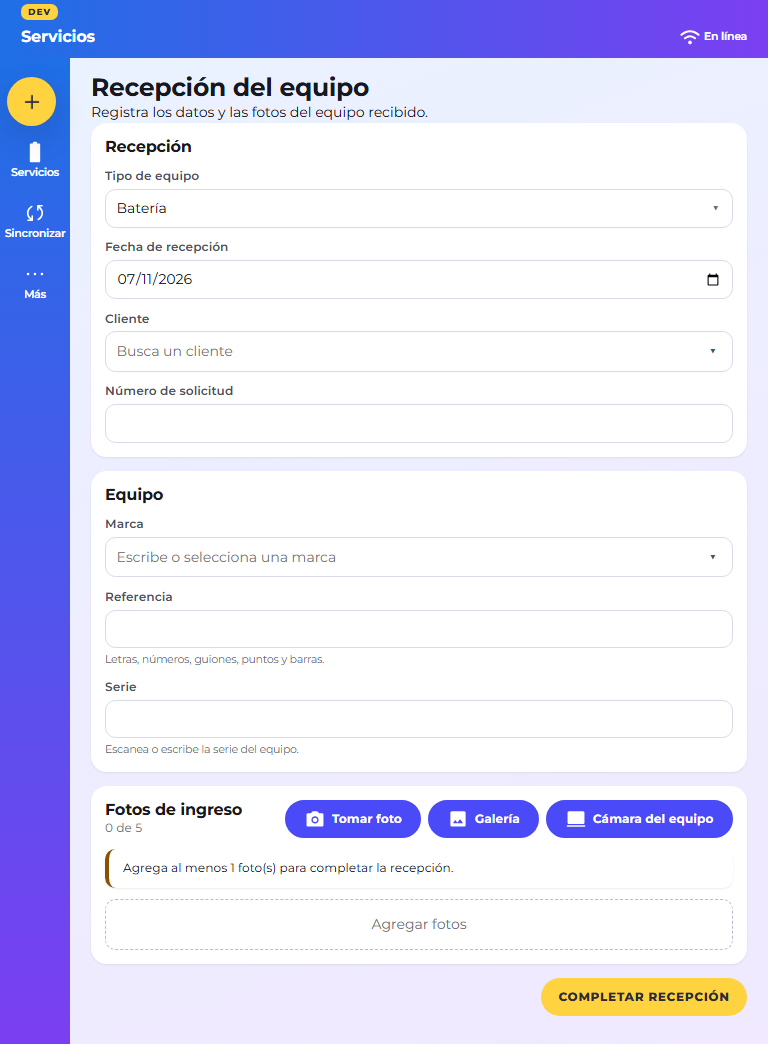 DEV
Servicios
En línea
+
Servicios
Sincronizar
Más
Recepción del equipo
Registra los datos y las fotos del equipo recibido.
Recepción
Tipo de equipo
Batería
Fecha de recepción
07/11/2026
Cliente
Busca un cliente
Número de solicitud
Equipo
Marca
Escribe o selecciona una marca
Referencia
Letras, números, guiones, puntos y barras.
Serie
Escanea o escribe la serie del equipo.
Fotos de ingreso
0 de 5
Tomar foto
Galería
Cámara del equipo
Agrega al menos 1 foto(s) para completar la recepción.
Agregar fotos
COMPLETAR RECEPCIÓN